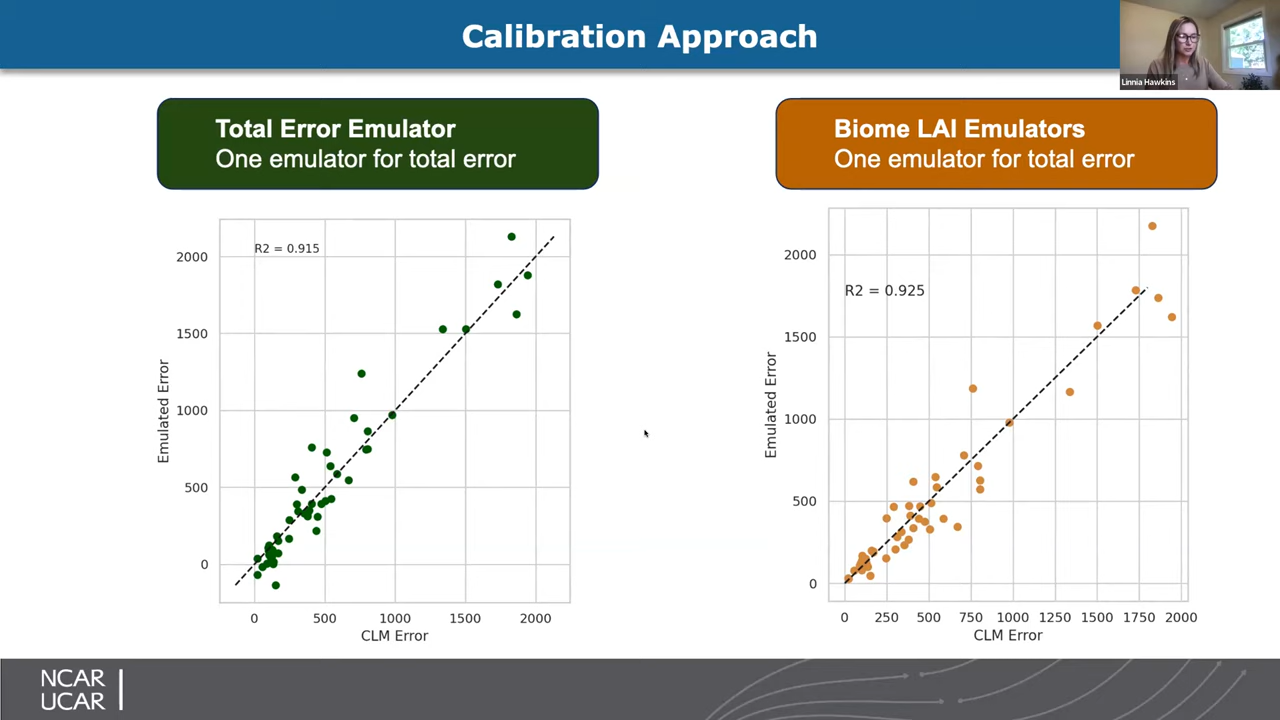 Calibration Approach
Linnia Hawkins
Total Error Emulator
One emulator for total error
Biome LAI Emulators
One emulator for total error
R2 = 0.915
2000
1500
1000
500
0
Emulated Error
0 500 1000 1500 2000
CLM Error
R2 = 0.925
2000
1500
1000
500
0
Emulated Error
0 250 500 750 1000 1250 1500 1750 2000
CLM Error
NCAR
UCAR